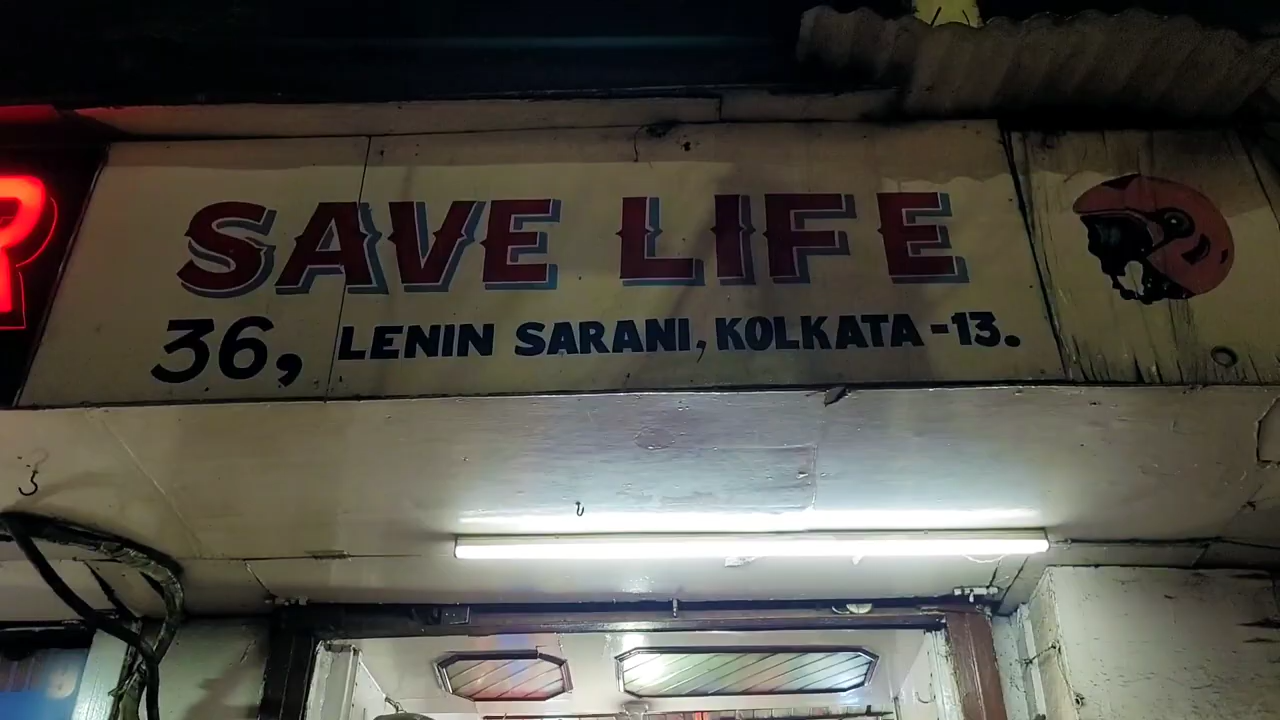 SAVE LIFE
36, LENIN SARANI, KOLKATA-13.
R